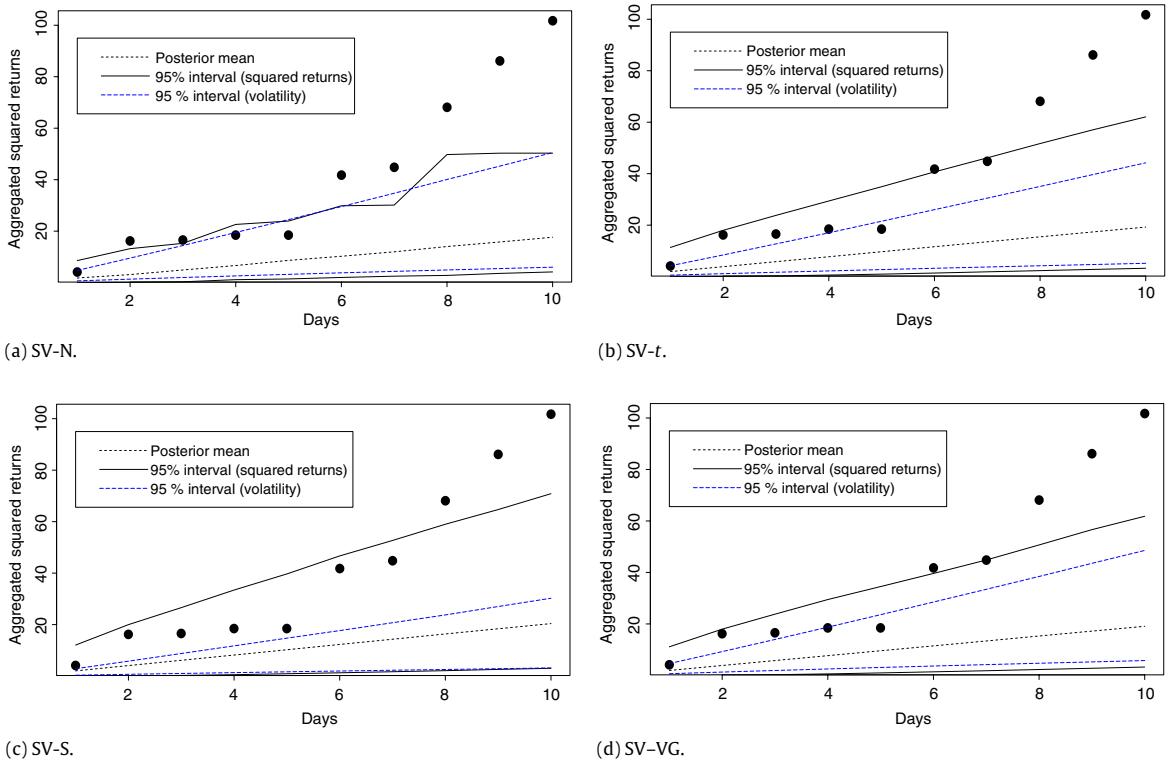 Aggregated squared returns
100
80
60
40
20
Posterior mean
95% interval (squared returns)
95 % interval (volatility)
2
4
6
8
10
Days
(a) SV-N.
Aggregated squared returns
100
80
60
40
20
Posterior mean
95% interval (squared returns)
95 % interval (volatility)
2
4
6
8
10
Days
(b) SV-t.
Aggregated squared returns
100
80
60
40
20
Posterior mean
95% interval (squared returns)
95 % interval (volatility)
2
4
6
8
10
Days
(c) SV-S.
Aggregated squared returns
100
80
60
40
20
Posterior mean
95% interval (squared returns)
95 % interval (volatility)
2
4
6
8
10
Days
(d) SV–VG.